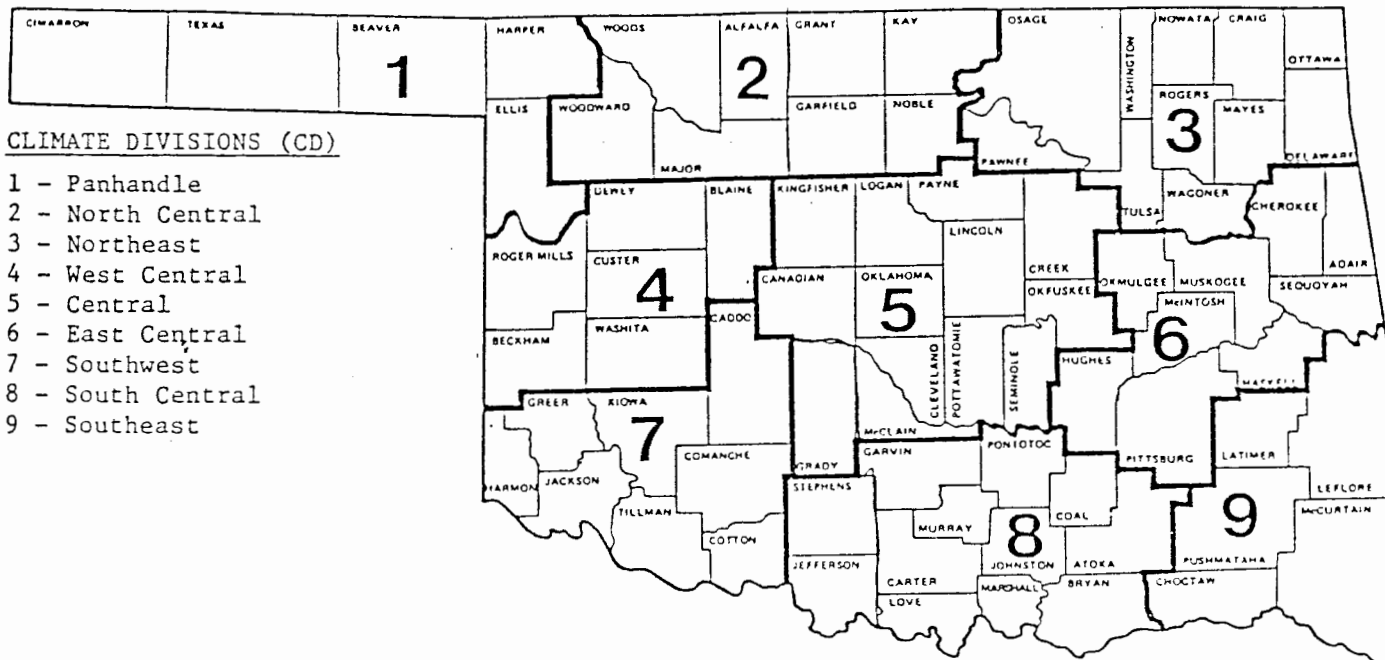 CIMARRON
TEXAS
BEAVER
HARPER
WOODS
ALFALFA
GRANT
KAY
OSAGE
NOWATA
CRAIG
OTTAWA
WASHINGTON
1
2
3
ELLIS
WOODWARD
GARFIELD
NOBLE
ROGERS
MAYES
MAJOR
PAWNEE
DELAWARE
CLIMATE DIVISIONS (CD)
1 - Panhandle
2 - North Central
3 - Northeast
4 - West Central
5 - Central
6 - East Central
7 - Southwest
8 - South Central
9 - Southeast
DEWEY
BLAINE
KINGFISHER
LOGAN
PAYNE
TULSA
WAGONER
CHEROKEE
LINCOLN
ROGER MILLS
CUSTER
CANADIAN
OKLAHOMA
CREEK
OKMULGEE
MUSKOGEE
SEQUOYAH
ADAIR
4
5
6
OKFUSKEE
McINTOSH
CADDO
WASHITA
BECKHAM
CLEVELAND
POTTAWATOMIE
SEMINOLE
HUGHES
HASKELL
GREER
KIOWA
7
McCLAIN
COMANCHE
GRADY
GARVIN
PONTOTOC
PITTSBURG
LATIMER
HARMON
JACKSON
STEPHENS
LEFLORE
TILLMAN
COAL
McCURTAIN
MURRAY
8
9
COTTON
JEFFERSON
JOHNSTON
ATOKA
PUSHMATAHA
CARTER
MARSHALL
BRYAN
CHOCTAW
LOVE